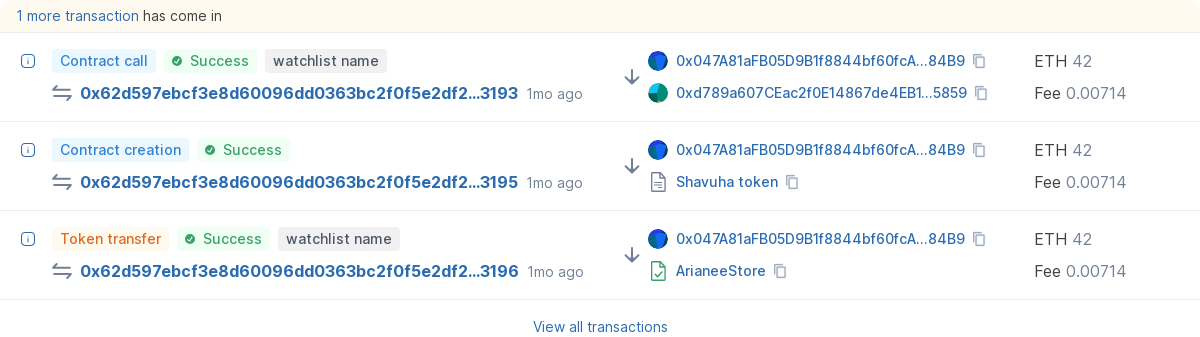 1 more transaction has come in
Contract call Success watchlist name
0x62d597ebcf3e8d60096dd0363bc2f0f5e2df2...3193 1mo ago
0x047A81aFB05D9B1f8844bf60fcA...84B9
0xd789a607CEac2f0E14867de4EB1...5859
ETH 42
Fee 0.00714
Contract creation Success
0x62d597ebcf3e8d60096dd0363bc2f0f5e2df2...3195 1mo ago
0x047A81aFB05D9B1f8844bf60fcA...84B9
Shavuha token
ETH 42
Fee 0.00714
Token transfer Success watchlist name
0x62d597ebcf3e8d60096dd0363bc2f0f5e2df2...3196 1mo ago
0x047A81aFB05D9B1f8844bf60fcA...84B9
ArianeeStore
ETH 42
Fee 0.00714
View all transactions